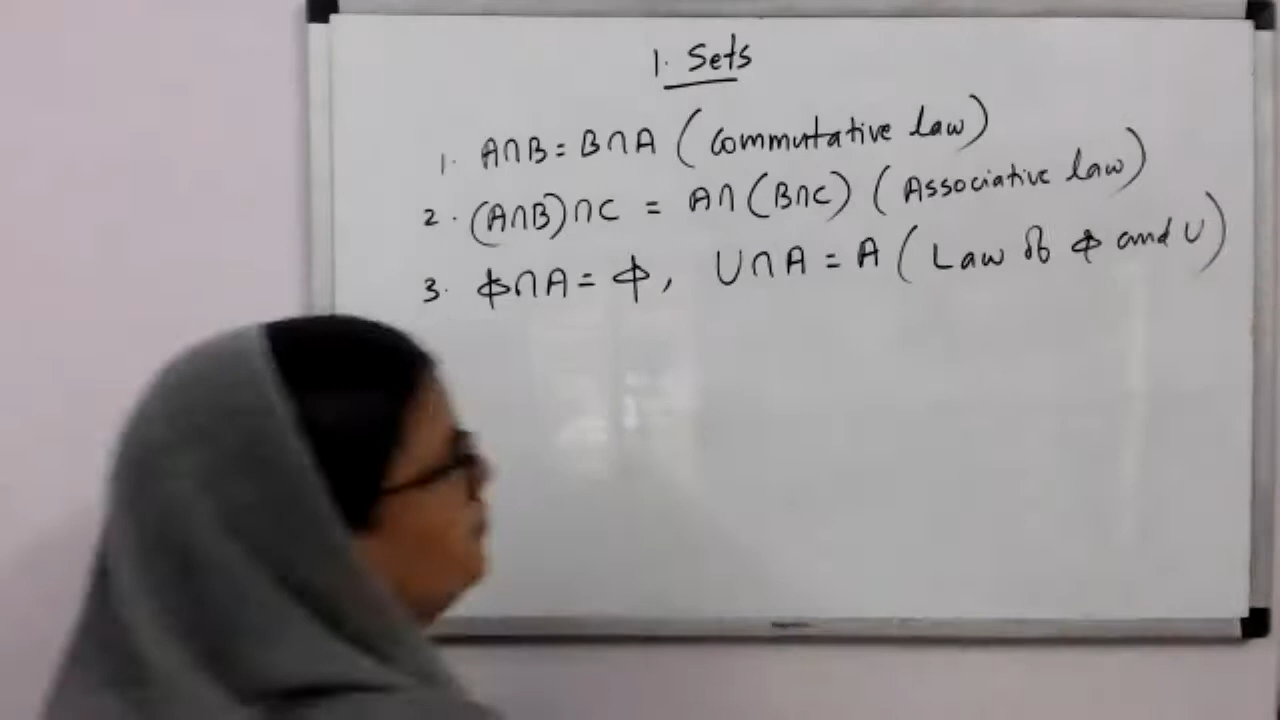 1. Sets
1. A∩B = B∩A (Commutative law)
2. (A∩B)∩C = A∩(B∩C) (Associative law)
3. ϕ∩A = ϕ, U∩A = A (Law of ϕ and U)